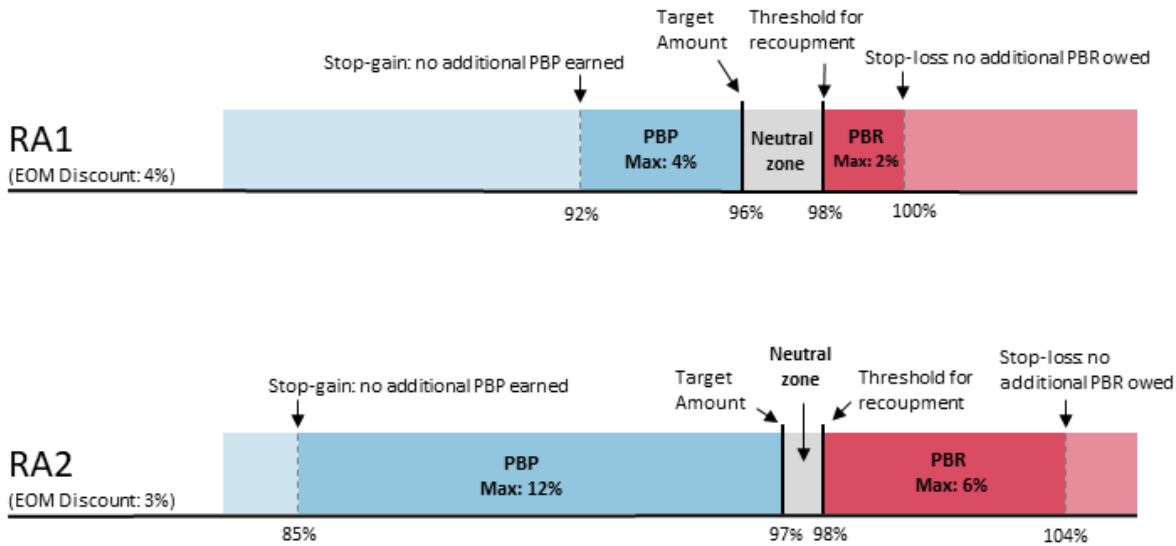 Target
Amount
Threshold for
recoupment
Stop-gain: no additional PBP earned
Stop-loss: no additional PBR owed
RA1
(EOM Discount: 4%)
PBP
Max: 4%
Neutral
zone
PBR
Max: 2%
92%
96%
98%
100%
Neutral
zone
Stop-loss: no
additional PBR owed
Stop-gain: no additional PBP earned
Target
Amount
Threshold for
recoupment
RA2
(EOM Discount: 3%)
PBP
Max: 12%
PBR
Max: 6%
85%
97%
98%
104%